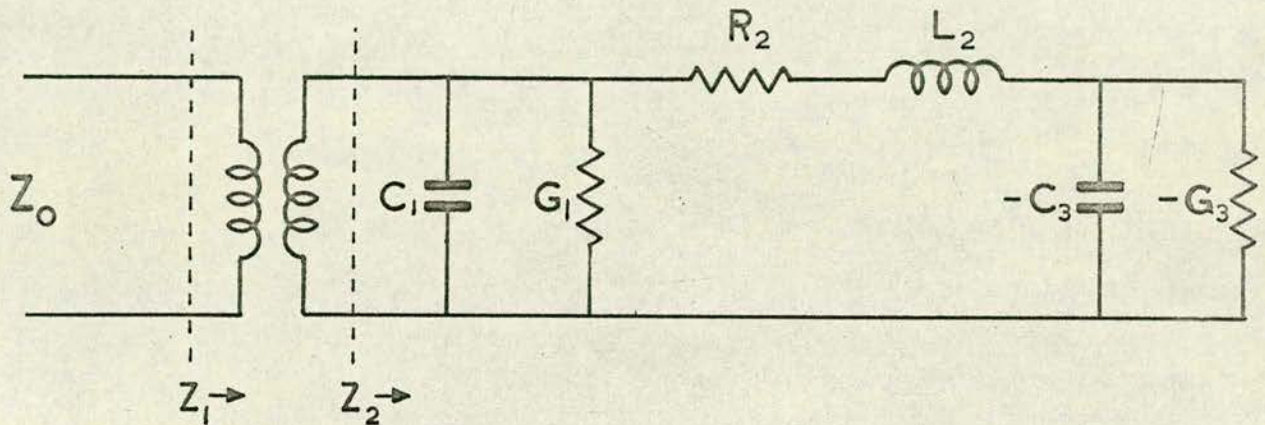 R₂
L₂
Z₀
C₁
G₁
-C₃
-G₃
Z₁→
Z₂→